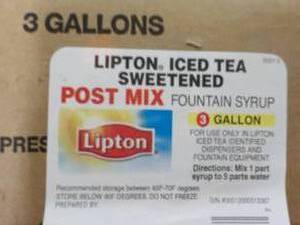 3 GALLONS
LIPTON® ICED TEA
SWEETENED
POST MIX FOUNTAIN SYRUP
3 GALLON
FOR USE ONLY IN LIPTON
ICED TEA IDENTIFIED
DISPENSERS AND
FOUNTAIN EQUIPMENT
Directions: Mix 1 part
syrup to 5 parts water
PRES
Lipton
Recommended storage between 40F-70F degrees
STORE BELOW 90F DEGREES. DO NOT FREEZE
PREPARED BY